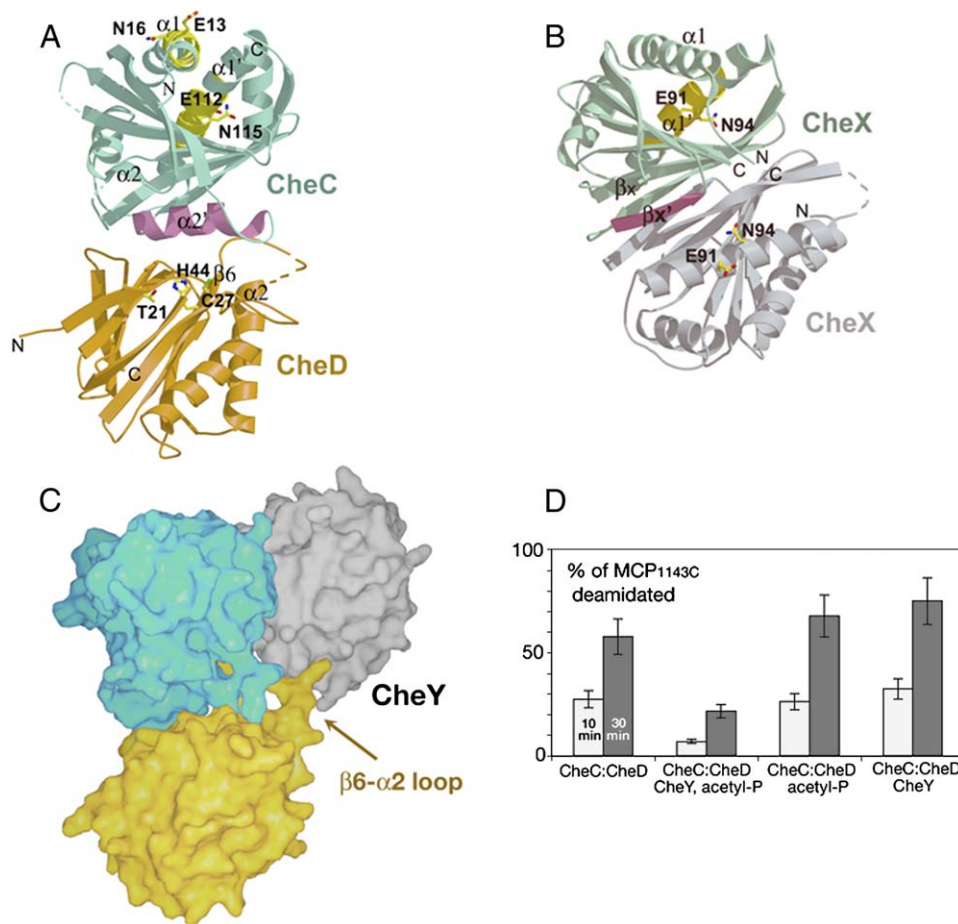 A
N16
α1
E13
C
N
α1'
E112
N115
α2
CheC
α2'
H44
β6
α2
T21
C27
N
C
CheD
B
α1
E91
α1'
N94
CheX
C
N
C
βx
βx'
N
N94
E91
CheX
C
CheY
β6-α2 loop
D
100
% of MCP1143C
deamidated
50
10
min
30
min
0
CheC:CheD
CheC:CheD
CheY, acetyl-P
CheC:CheD
acetyl-P
CheC:CheD
CheY